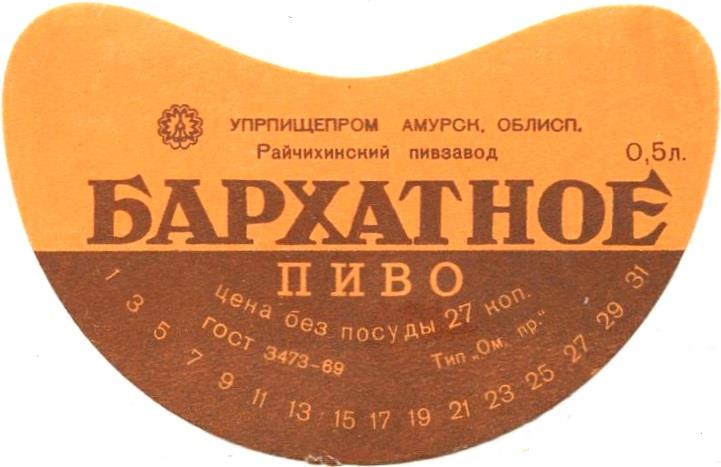 УПРПИЩЕПРОМ АМУРСК. ОБЛИСП.
Райчихинский пивзавод 0,5л.
БАРХАТНОЕ
ПИВО
цена без посуды 27 коп.
ГОСТ 3473-69 Тип „Ом. пр."
1 3 5 7 9 11 13 15 17 19 21 23 25 27 29 31